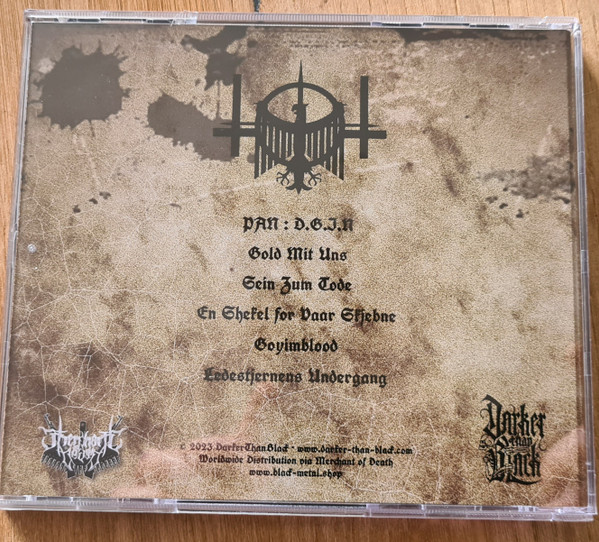 PAN : D.G.I.N
Gold Mit Uns
Sein Zum Tode
En Shekel for Vaar Skjebne
Goyimblood
Ledestjernens Undergang
© 2023 DarkerThanBlack · www.darker-than-black.com
Worldwide Distribution via Merchant of Death
www.black-metal.shop
Darker
than
Black